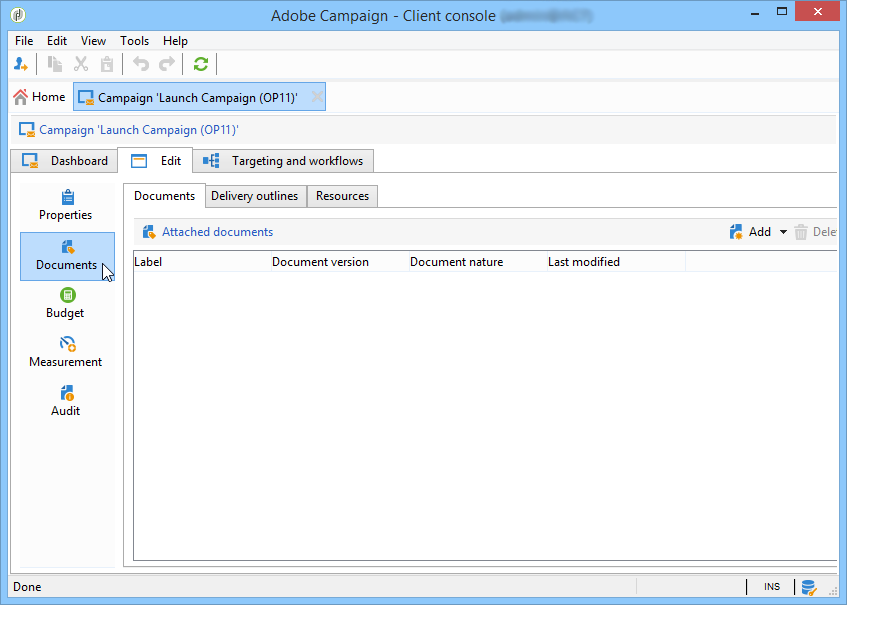 Adobe Campaign - Client console
File Edit View Tools Help
Home Campaign 'Launch Campaign (OP11)'
Campaign 'Launch Campaign (OP11)'
Dashboard Edit Targeting and workflows
Documents Delivery outlines Resources
Properties
Documents
Budget
Measurement
Audit
Attached documents Add Dele
Label Document version Document nature Last modified
Done INS